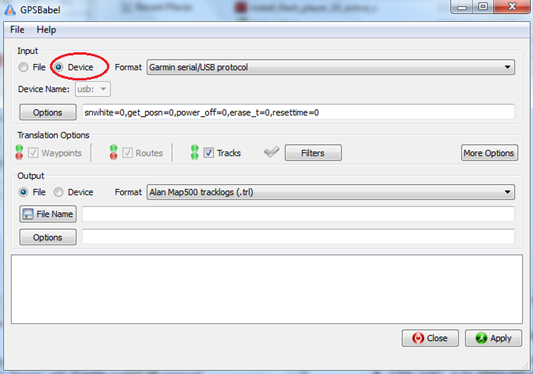 GPSBabel
File Help
Input
File Device Format Garmin serial/USB protocol
Device Name: usb:
Options snwhite=0,get_posn=0,power_off=0,erase_t=0,resettime=0
Translation Options
Waypoints Routes Tracks Filters More Options
Output
File Device Format Alan Map500 tracklogs (.trl)
File Name
Options
Close Apply